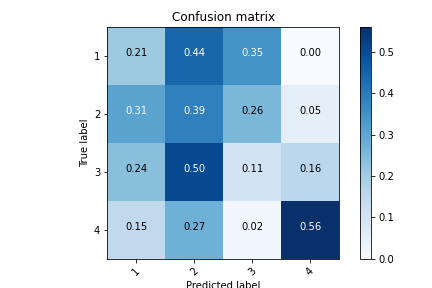 Confusion matrix
True label
1 0.21 0.44 0.35 0.00
2 0.31 0.39 0.26 0.05
3 0.24 0.50 0.11 0.16
4 0.15 0.27 0.02 0.56
1 2 3 4
Predicted label
0.5
0.4
0.3
0.2
0.1
0.0